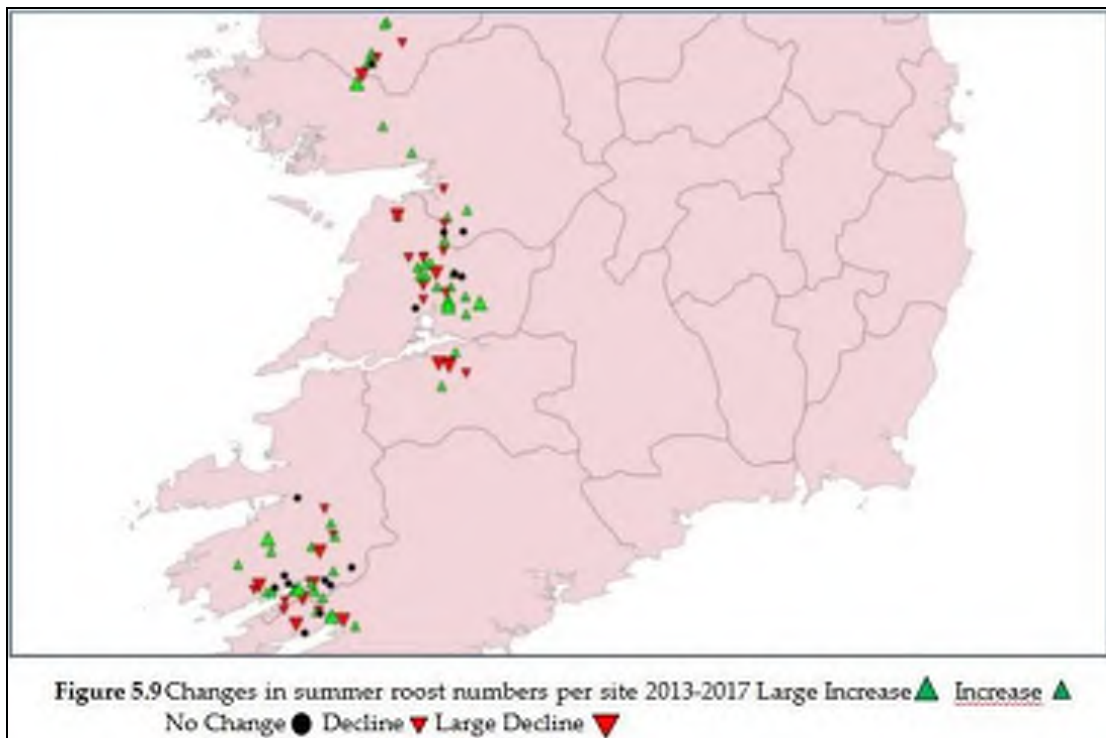 Figure 5.9 Changes in summer roost numbers per site 2013-2017 Large Increase Increase
No Change Decline Large Decline